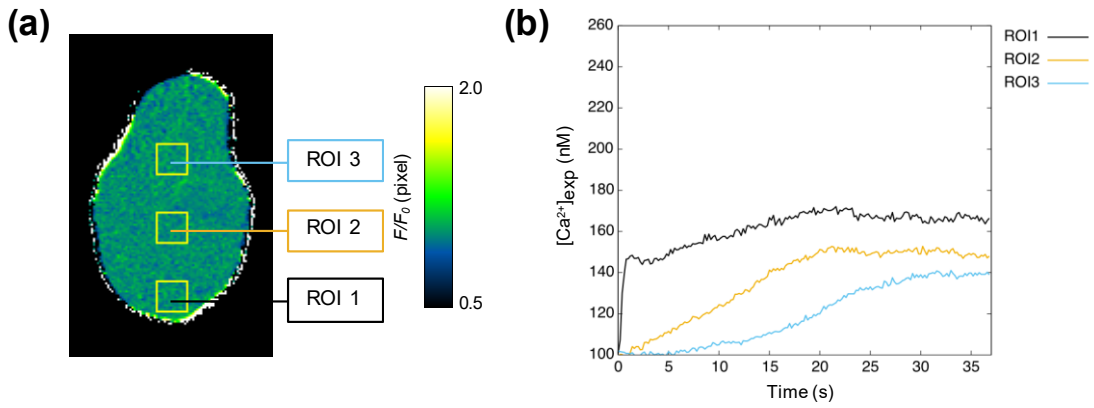 (a)
ROI 3
ROI 2
ROI 1
F/F0 (pixel)
2.0
0.5
(b)
[Ca²⁺]exp (nM)
260
240
220
200
180
160
140
120
100
0 5 10 15 20 25 30 35
Time (s)
ROI1
ROI2
ROI3